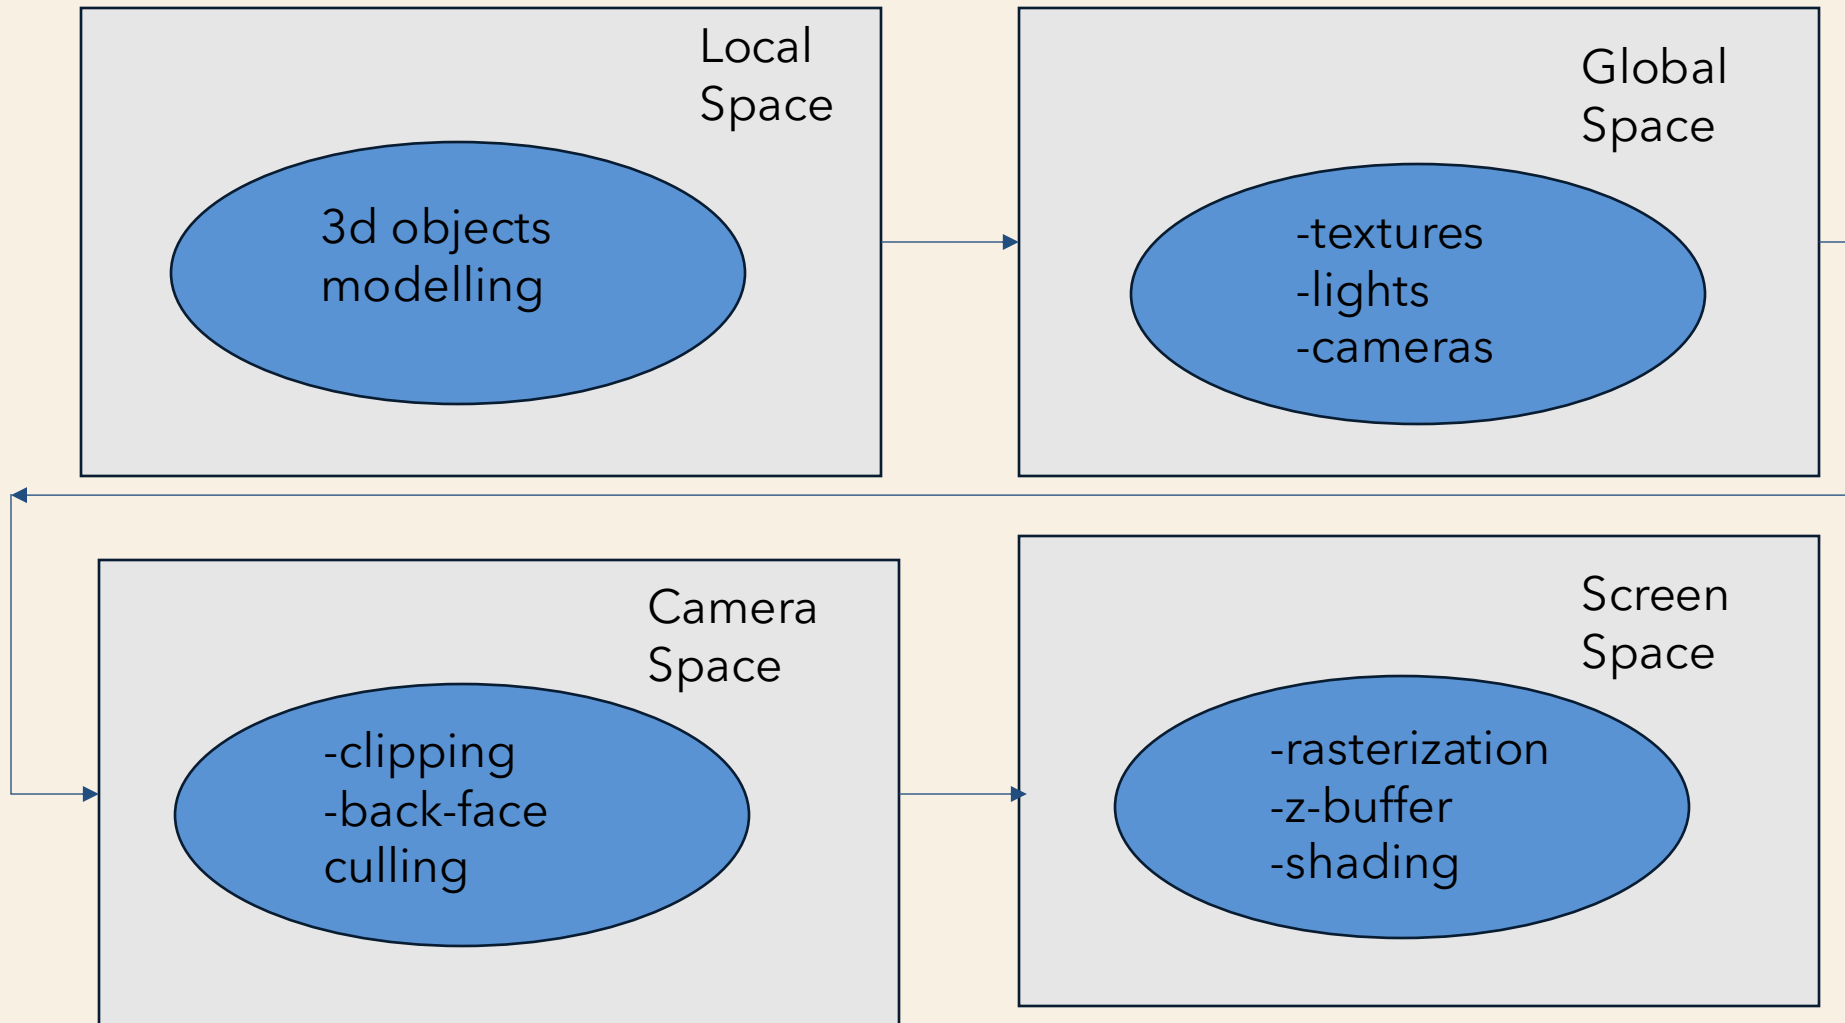 Local
Space
3d objects
modelling
Global
Space
-textures
-lights
-cameras
Camera
Space
-clipping
-back-face
culling
Screen
Space
-rasterization
-z-buffer
-shading